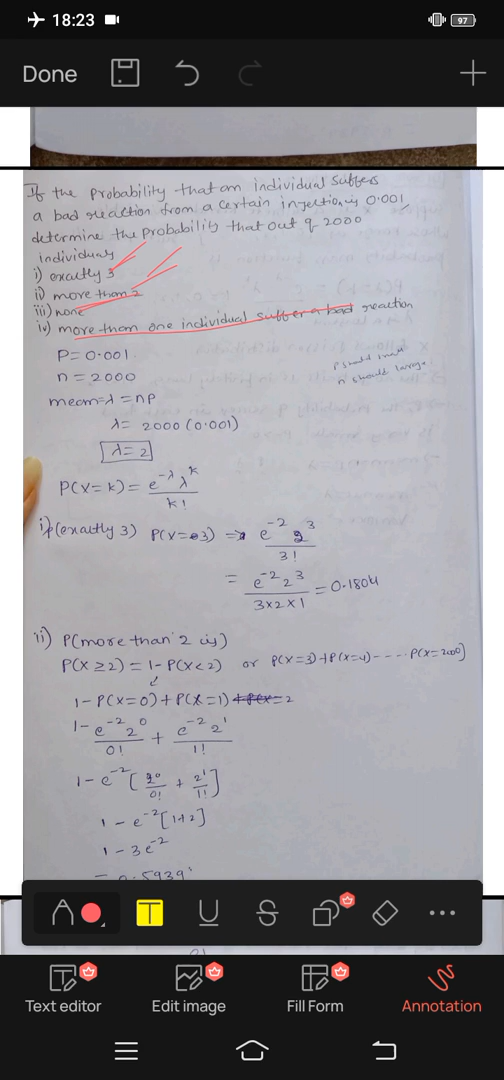 18:23
97
Done
If the probability that an individual suffers
a bad reaction from a certain injection is 0.001,
determine the probability that out of 2000
individuals
i) exactly 3
ii) more than 2
iii) none
iv) more than one individual suffer a bad reaction
P=0.001
n=2000
n should large.
mean=λ=np
λ= 2000(0.001)
λ=2
P(X=k)= e^-λ λ^k / k!
i) p(exactly 3) P(X=3) => e^-2 2^3 / 3!
= e^-2 2^3 / 3x2x1 = 0.1804
ii) P(more than 2 is)
P(X≥2)=1-P(X<2) or P(X=3)+P(X=4)-----P(X=2000)
1-P(X=0)+P(X=1)+P(X=2
1- e^-2 2^0 / 0! + e^-2 2^1 / 1!
1-e^-2[2^0/0! + 2^1/1!]
1-e^-2[1+2]
1-3e^-2
= 0.5939
T
U
S
Text editor
Edit image
Fill Form
Annotation